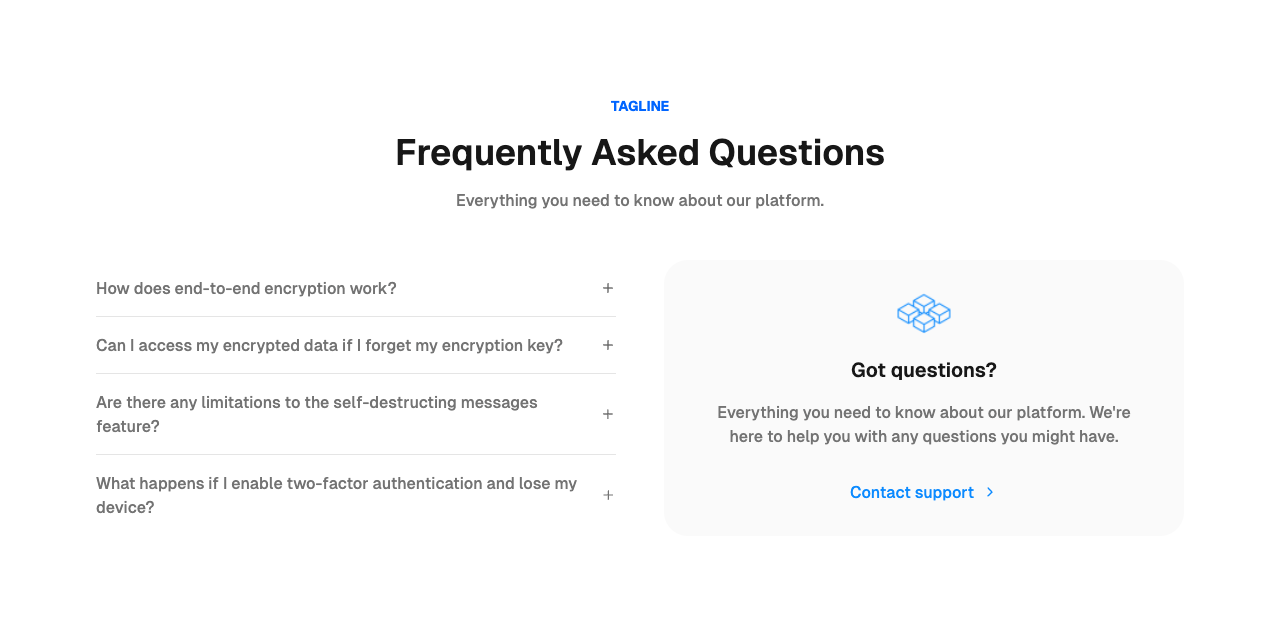 TAGLINE
Frequently Asked Questions
Everything you need to know about our platform.
How does end-to-end encryption work?
Can I access my encrypted data if I forget my encryption key?
Are there any limitations to the self-destructing messages
feature?
What happens if I enable two-factor authentication and lose my
device?
Got questions?
Everything you need to know about our platform. We're
here to help you with any questions you might have.
Contact support